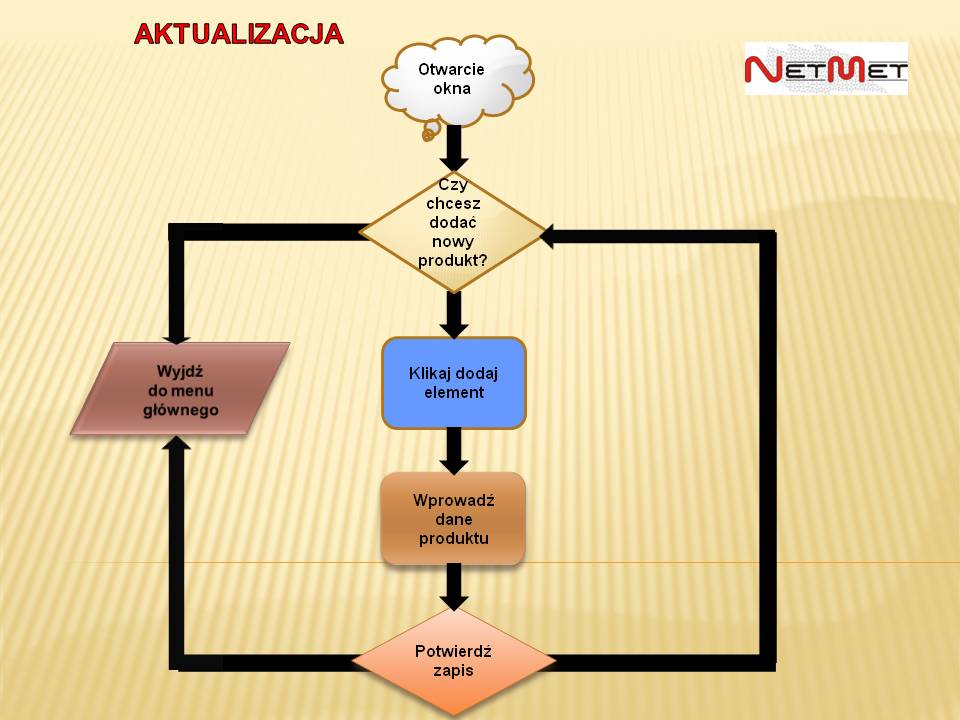 AKTUALIZACJA
NETMET
Otwarcie
okna
Czy
chcesz
dodać
nowy
produkt?
Wyjdź
do menu
głównego
Klikaj dodaj
element
Wprowadź
dane
produktu
Potwierdź
zapis